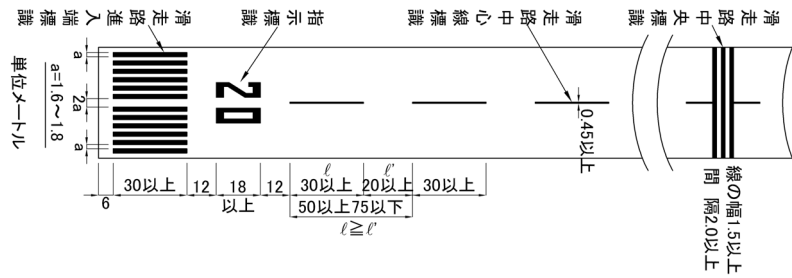 滑走路進入端標識
指示標識
滑走路中心線標識
滑走路中央標識
a
2a
a
a=1.6～1.8
単位メートル
20
0.45以上
6
30以上
12
18
以上
12
ℓ
30以上
ℓ'
20以上
30以上
50以上75以下
ℓ≧ℓ'
線の幅1.5以上
間 隔2.0以上